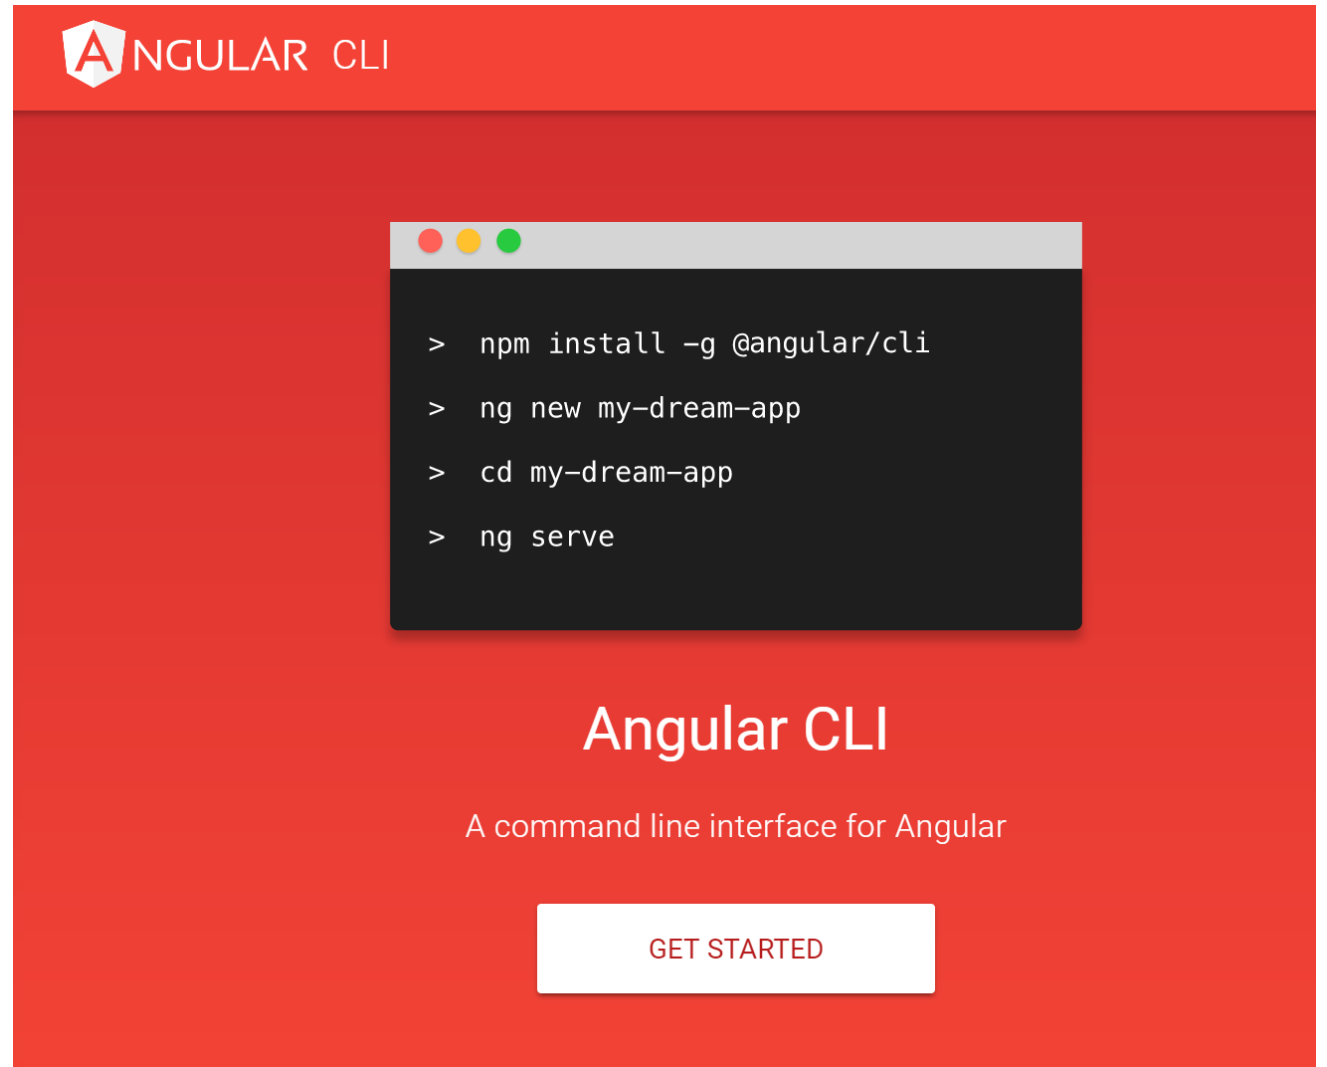 ANGULAR CLI
> npm install -g @angular/cli
> ng new my-dream-app
> cd my-dream-app
> ng serve
Angular CLI
A command line interface for Angular
GET STARTED